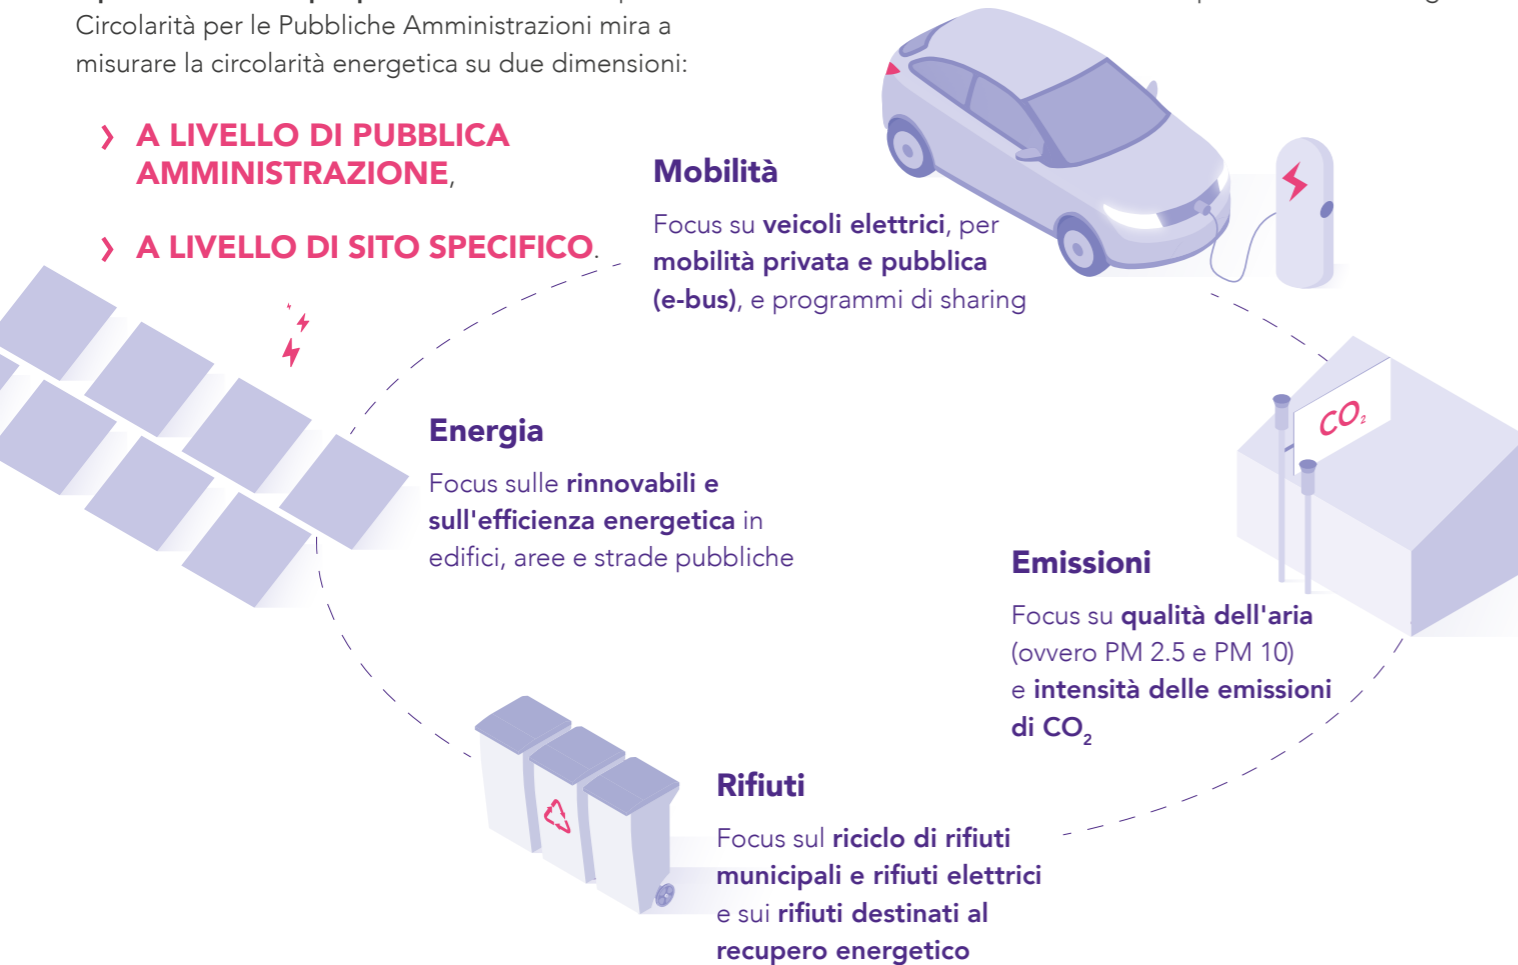 Circolarità per le Pubbliche Amministrazioni mira a
misurare la circolarità energetica su due dimensioni:
› A LIVELLO DI PUBBLICA
AMMINISTRAZIONE,
› A LIVELLO DI SITO SPECIFICO.
Mobilità
Focus su veicoli elettrici, per
mobilità privata e pubblica
(e-bus), e programmi di sharing
CO₂
Energia
Focus sulle rinnovabili e
sull'efficienza energetica in
edifici, aree e strade pubbliche
Emissioni
Focus su qualità dell'aria
(ovvero PM 2.5 e PM 10)
e intensità delle emissioni
di CO₂
Rifiuti
Focus sul riciclo di rifiuti
municipali e rifiuti elettrici
e sui rifiuti destinati al
recupero energetico